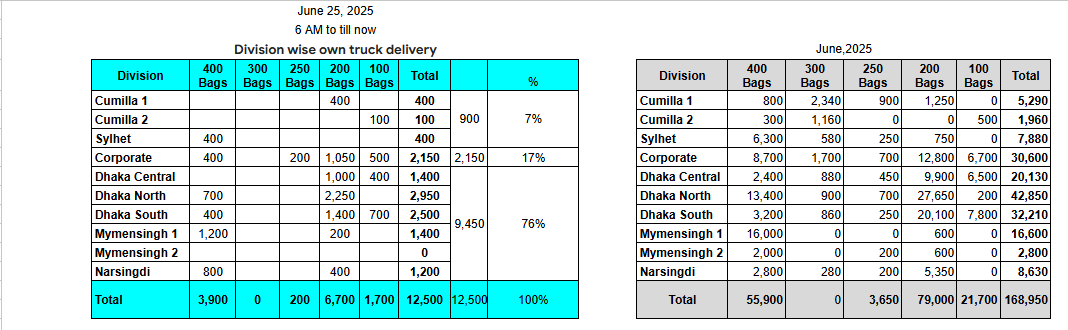 June 25, 2025
6 AM to till now
Division wise own truck delivery
Division 400 Bags 300 Bags 250 Bags 200 Bags 100 Bags Total %
Cumilla 1 400 400
Cumilla 2 100 100 900 7%
Sylhet 400 400
Corporate 400 200 1,050 500 2,150 2,150 17%
Dhaka Central 1,000 400 1,400
Dhaka North 700 2,250 2,950
Dhaka South 400 1,400 700 2,500 9,450 76%
Mymensingh 1 1,200 200 1,400
Mymensingh 2 0
Narsingdi 800 400 1,200
Total 3,900 0 200 6,700 1,700 12,500 12,500 100%
June,2025
Division 400 Bags 300 Bags 250 Bags 200 Bags 100 Bags Total
Cumilla 1 800 2,340 900 1,250 0 5,290
Cumilla 2 300 1,160 0 0 500 1,960
Sylhet 6,300 580 250 750 0 7,880
Corporate 8,700 1,700 700 12,800 6,700 30,600
Dhaka Central 2,400 880 450 9,900 6,500 20,130
Dhaka North 13,400 900 700 27,650 200 42,850
Dhaka South 3,200 860 250 20,100 7,800 32,210
Mymensingh 1 16,000 0 0 600 0 16,600
Mymensingh 2 2,000 0 200 600 0 2,800
Narsingdi 2,800 280 200 5,350 0 8,630
Total 55,900 0 3,650 79,000 21,700 168,950